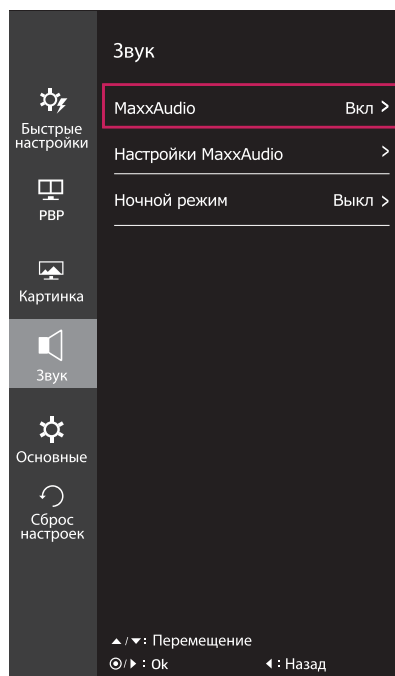 Звук
MaxxAudio Вкл >
Настройки MaxxAudio >
Ночной режим Выкл >
Быстрые
настройки
PBP
Картинка
Звук
Основные
Сброс
настроек
▲/▼: Перемещение
◉/▶ : Ok ◀ : Назад